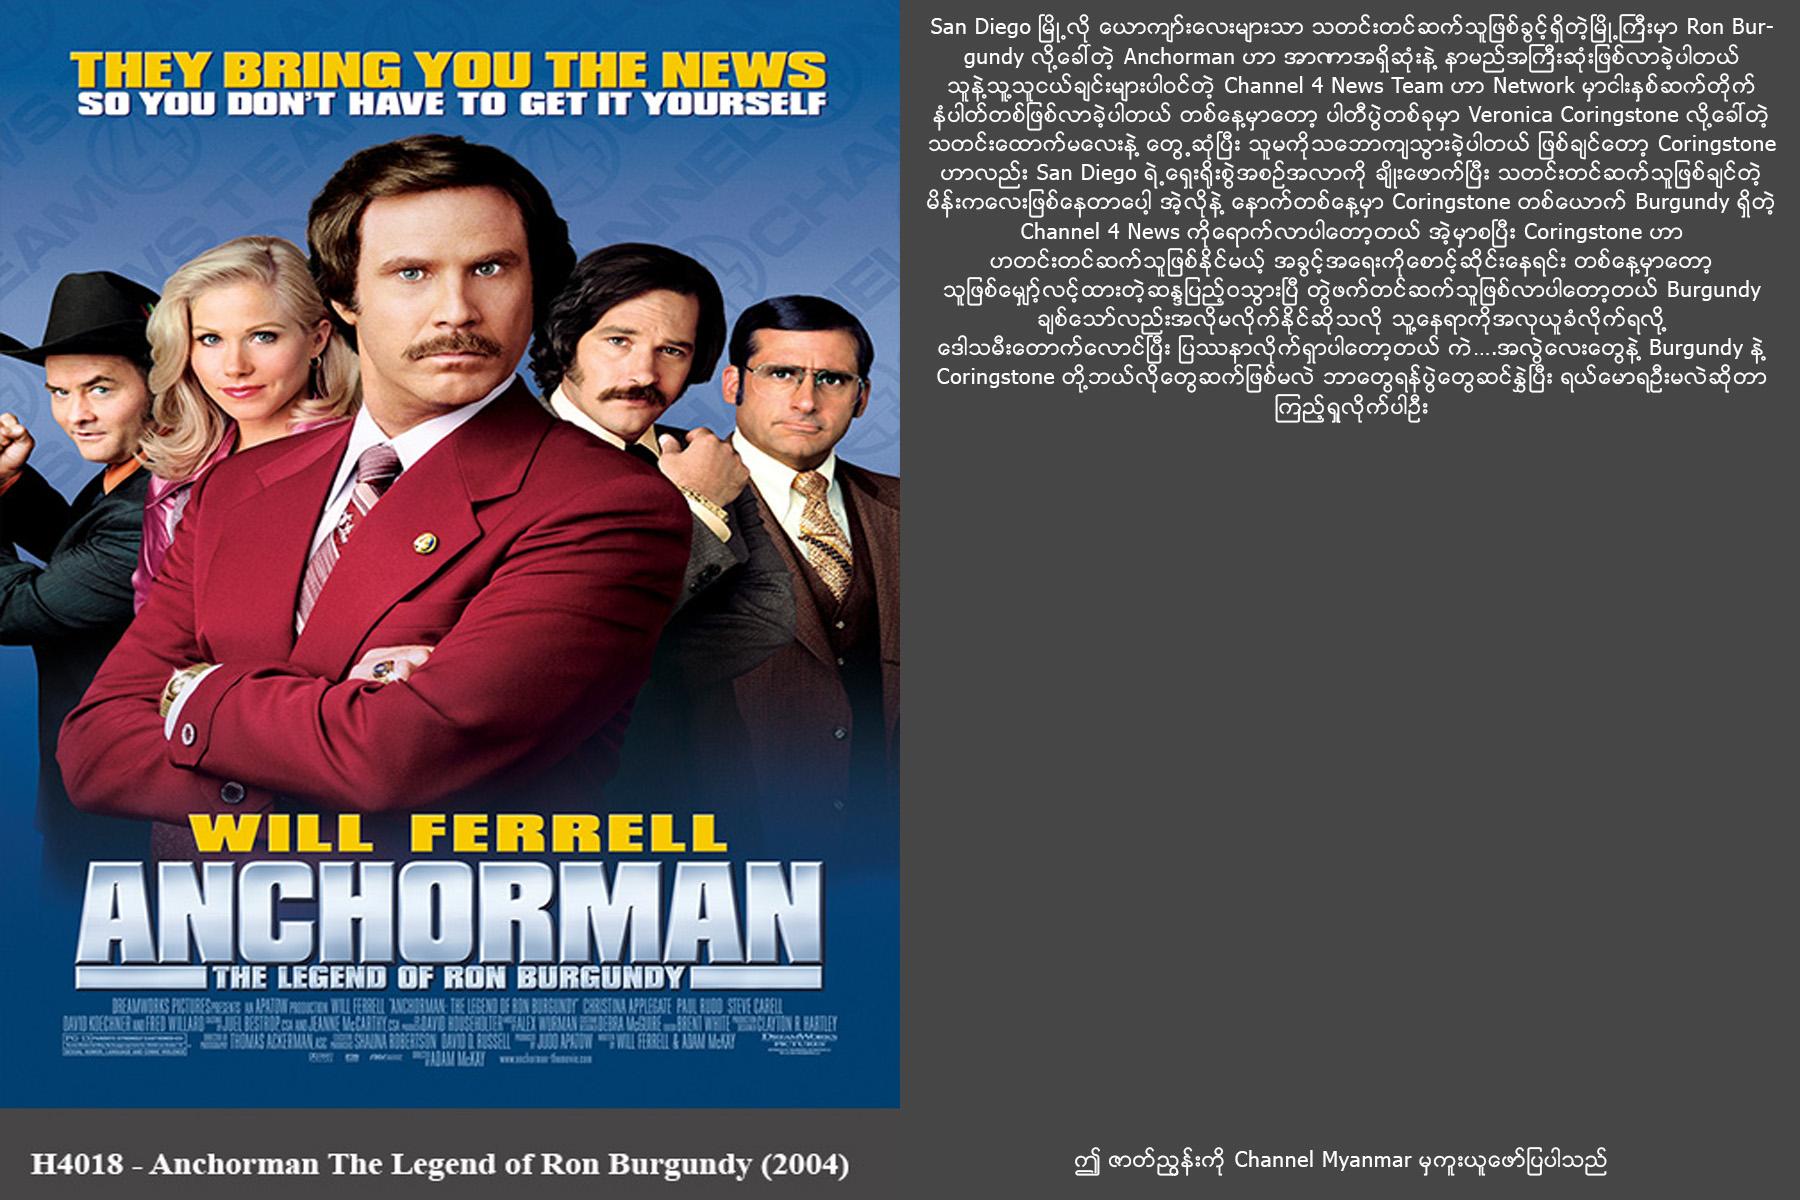 THEY BRING YOU THE NEWS
SO YOU DON'T HAVE TO GET IT YOURSELF
WILL FERRELL
ANCHORMAN
THE LEGEND OF RON BURGUNDY
DREAMWORKS PICTURES PRESENTS AN APATOW PRODUCTION WILL FERRELL "ANCHORMAN: THE LEGEND OF RON BURGUNDY" CHRISTINA APPLEGATE PAUL RUDD STEVE CARELL
DAVID KOECHNER AND FRED WILLARD JOEL BESTROP, CSA AND JEANNE McCARTHY, CSA DAVID HOUSEHOLTER ALEX WURMAN DEBRA McGUIRE BRENT WHITE CLAYTON R. HARTLEY
THOMAS ACKERMAN, ASC SHAUNA ROBERTSON DAVID O. RUSSELL JUDD APATOW WILL FERRELL & ADAM McKAY DREAMWORKS PICTURES
ADAM McKAY www.anchorman-themovie.com
H4018 - Anchorman The Legend of Ron Burgundy (2004)
San Diego မြို့လို ယောကျာ်းလေးများသာ သတင်းတင်ဆက်သူဖြစ်ခွင့်ရှိတဲ့မြို့ကြီးမှာ Ron Bur-
gundy လို့ခေါ်တဲ့ Anchorman ဟာ အာဏာအရှိဆုံးနဲ့ နာမည်အကြီးဆုံးဖြစ်လာခဲ့ပါတယ်
သူနဲ့သူ့သူငယ်ချင်းများပါဝင်တဲ့ Channel 4 News Team ဟာ Network မှာငါးနှစ်ဆက်တိုက်
နံပါတ်တစ်ဖြစ်လာခဲ့ပါတယ် တစ်နေ့မှာတော့ ပါတီပွဲတစ်ခုမှာ Veronica Coringstone လို့ခေါ်တဲ့
သတင်းထောက်မလေးနဲ့ တွေ့ဆုံပြီး သူမကိုသဘောကျသွားခဲ့ပါတယ် ဖြစ်ချင်တော့ Coringstone
ဟာလည်း San Diego ရဲ့ရှေးရိုးစွဲအစဉ်အလာကို ချိုးဖောက်ပြီး သတင်းတင်ဆက်သူဖြစ်ချင်တဲ့
မိန်းကလေးဖြစ်နေတာပေါ့ အဲ့လိုနဲ့ နောက်တစ်နေ့မှာ Coringstone တစ်ယောက် Burgundy ရှိတဲ့
Channel 4 News ကိုရောက်လာပါတော့တယ် အဲ့မှာစပြီး Coringstone ဟာ
ဟတင်းတင်ဆက်သူဖြစ်နိုင်မယ့် အခွင့်အရေးကိုစောင့်ဆိုင်းနေရင်း တစ်နေ့မှာတော့
သူဖြစ်မျှော့်လင့်ထားတဲ့ဆန္ဒပြည့်ဝသွားပြီ တွဲဖက်တင်ဆက်သူဖြစ်လာပါတော့တယ် Burgundy
ချစ်သော်လည်းအလိုမလိုက်နိုင်ဆိုသလို သူ့နေရာကိုအလုယူခံလိုက်ရလို့
ဒေါသမီးတောက်လောင်ပြီး ပြဿနာလိုက်ရှာပါတော့တယ် ကဲ....အလွဲလေးတွေနဲ့ Burgundy နဲ့
Coringstone တို့ဘယ်လိုတွေဆက်ဖြစ်မလဲ ဘာတွေရန်ပွဲတွေဆင်နွှဲပြီး ရယ်မောရဦးမလဲဆိုတာ
ကြည့်ရှုလိုက်ပါဦး
ဤ ဇာတ်ညွှန်းကို Channel Myanmar မှကူးယူဖော်ပြပါသည်